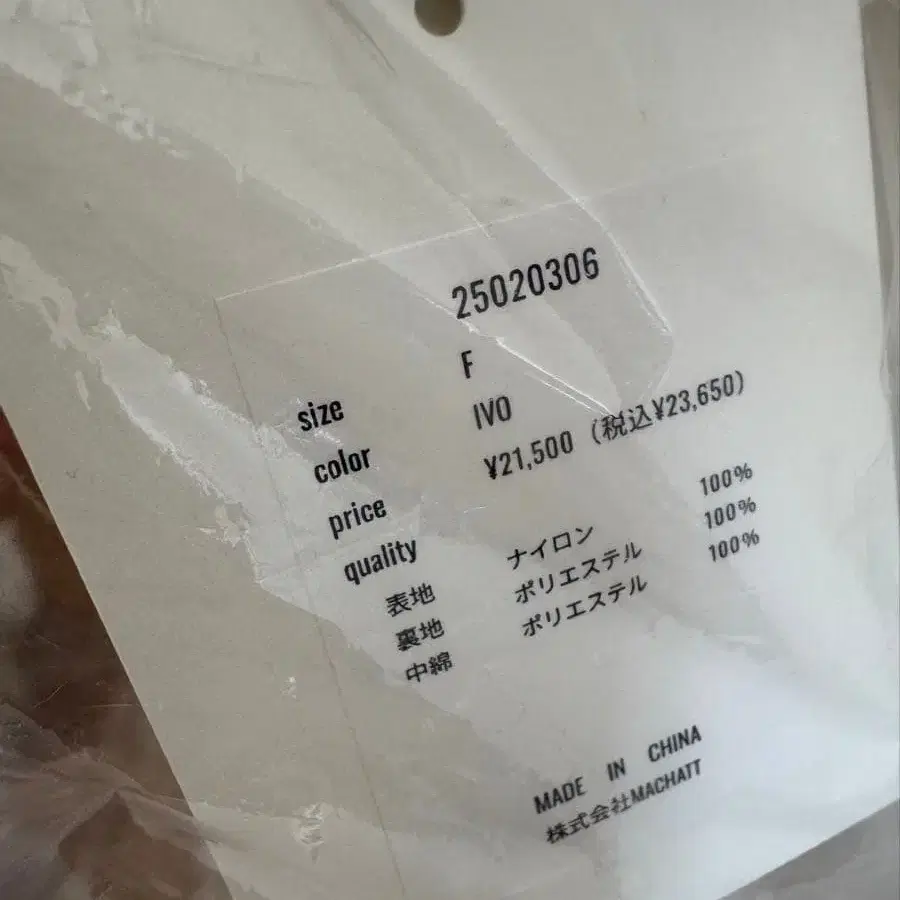 25020306
size F
color IVO
price ¥21,500（税込¥23,650）
quality
表地 ナイロン 100%
裏地 ポリエステル 100%
中綿 ポリエステル 100%
MADE IN CHINA
株式会社MACHATT